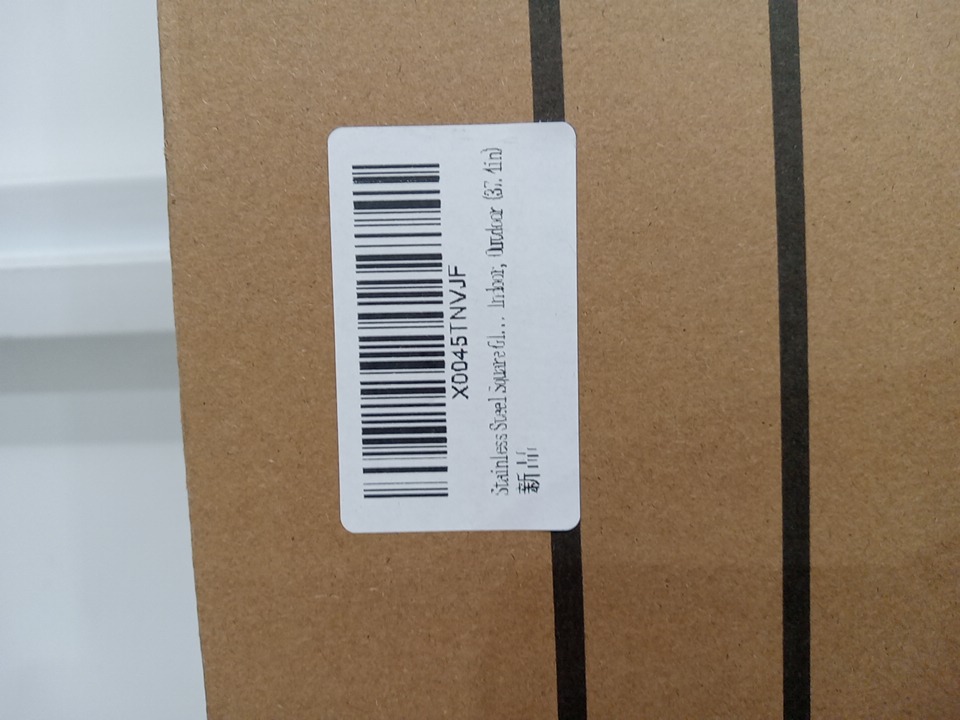 X0045TNVJF
Stainless Steel Square Gl... Indoor, Outdoor (37.4in)
新品